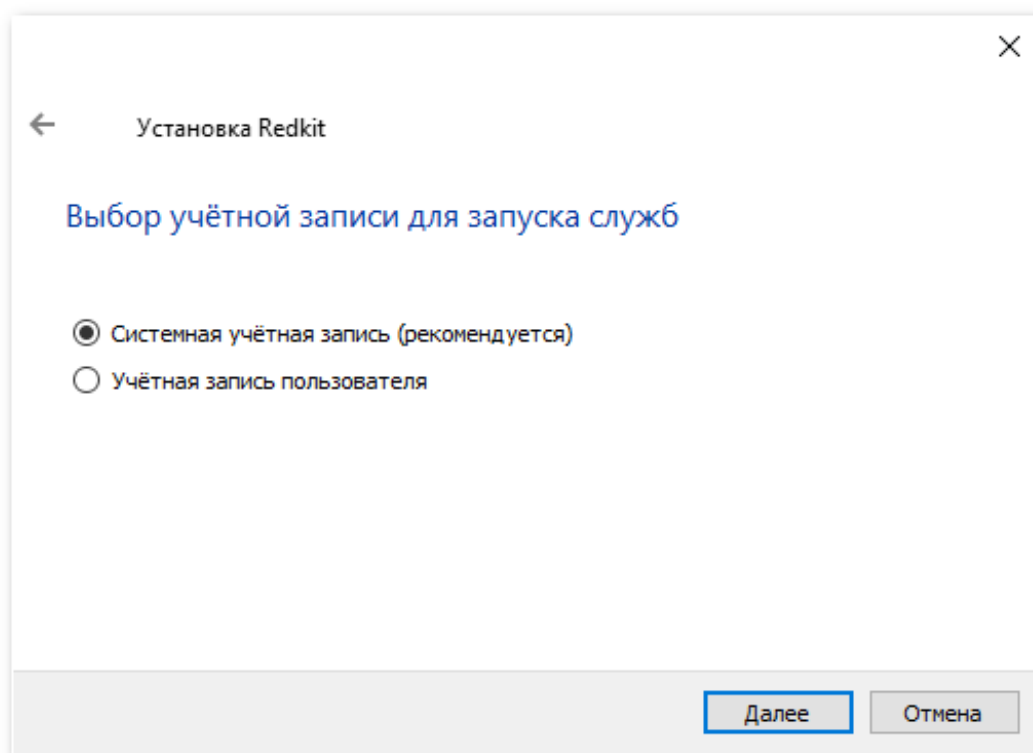 Установка Redkit
Выбор учётной записи для запуска служб
Системная учётная запись (рекомендуется)
Учётная запись пользователя
Далее
Отмена